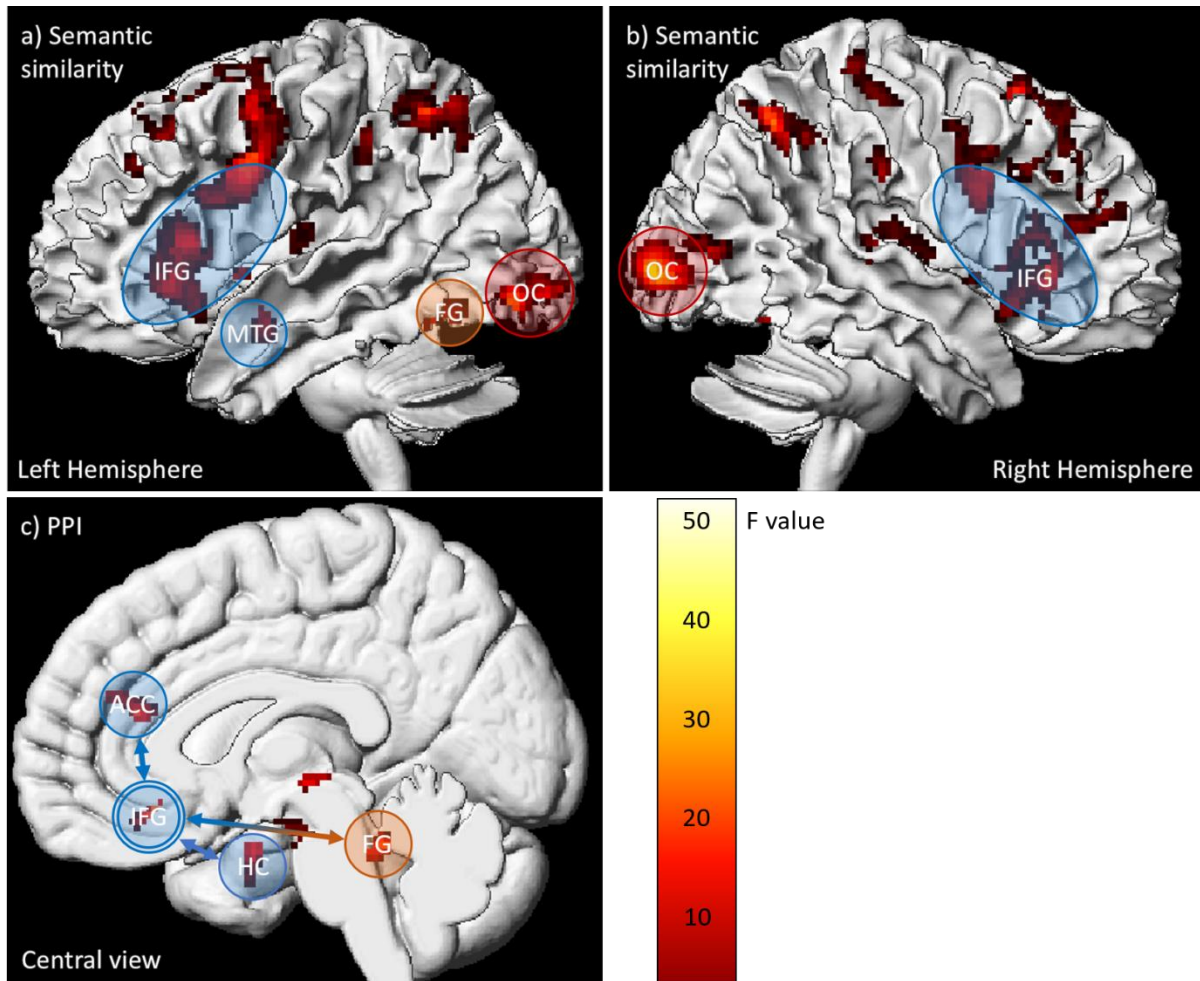 a) Semantic
similarity
IFG
MTG
FG
OC
Left Hemisphere
b) Semantic
similarity
OC
IFG
Right Hemisphere
c) PPI
ACC
IFG
HC
FG
Central view
50 F value
40
30
20
10